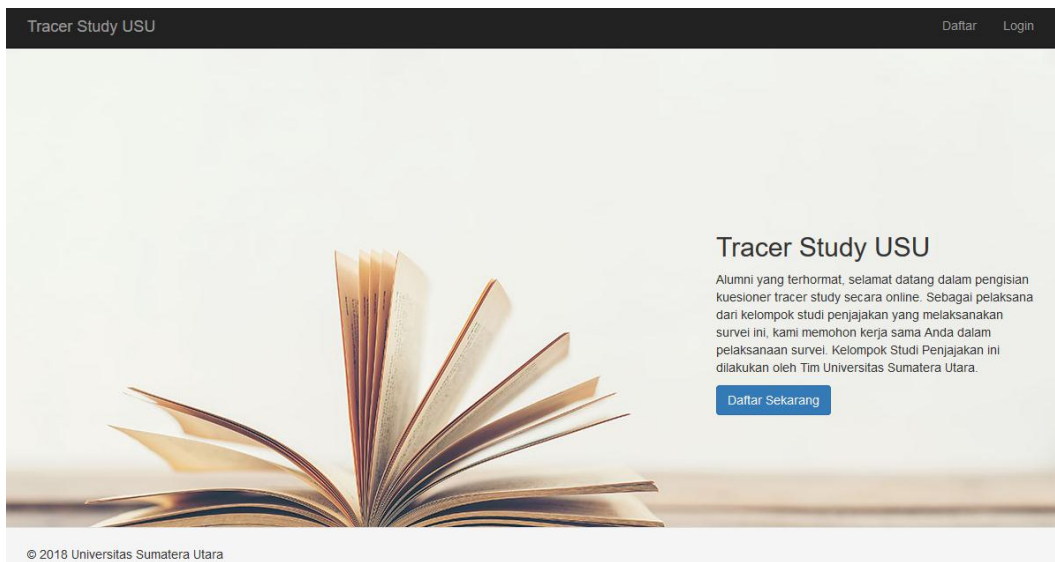 Tracer Study USU
Daftar
Login
Tracer Study USU
Alumni yang terhormat, selamat datang dalam pengisian
kuesioner tracer study secara online. Sebagai pelaksana
dari kelompok studi penjajakan yang melaksanakan
survei ini, kami memohon kerja sama Anda dalam
pelaksanaan survei. Kelompok Studi Penjajakan ini
dilakukan oleh Tim Universitas Sumatera Utara.
Daftar Sekarang
© 2018 Universitas Sumatera Utara